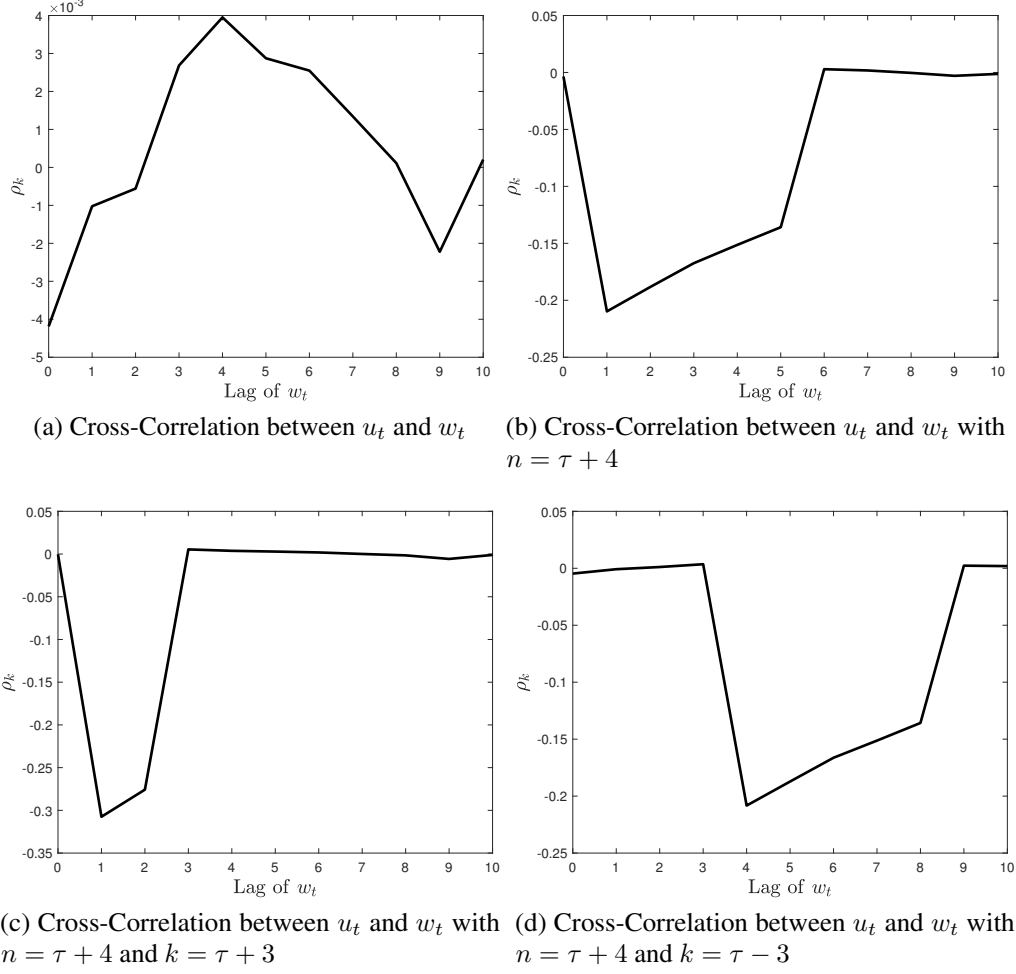 ×10⁻³
4
3
2
1
0
-1
-2
-3
-4
-5
ρₖ
0 1 2 3 4 5 6 7 8 9 10
Lag of wₜ
(a) Cross-Correlation between uₜ and wₜ
0.05
0
-0.05
-0.1
-0.15
-0.2
-0.25
ρₖ
0 1 2 3 4 5 6 7 8 9 10
Lag of wₜ
(b) Cross-Correlation between uₜ and wₜ with
n = τ + 4
0.05
0
-0.05
-0.1
-0.15
-0.2
-0.25
-0.3
-0.35
ρₖ
0 1 2 3 4 5 6 7 8 9 10
Lag of wₜ
(c) Cross-Correlation between uₜ and wₜ with
n = τ + 4 and k = τ + 3
0.05
0
-0.05
-0.1
-0.15
-0.2
-0.25
ρₖ
0 1 2 3 4 5 6 7 8 9 10
Lag of wₜ
(d) Cross-Correlation between uₜ and wₜ with
n = τ + 4 and k = τ − 3